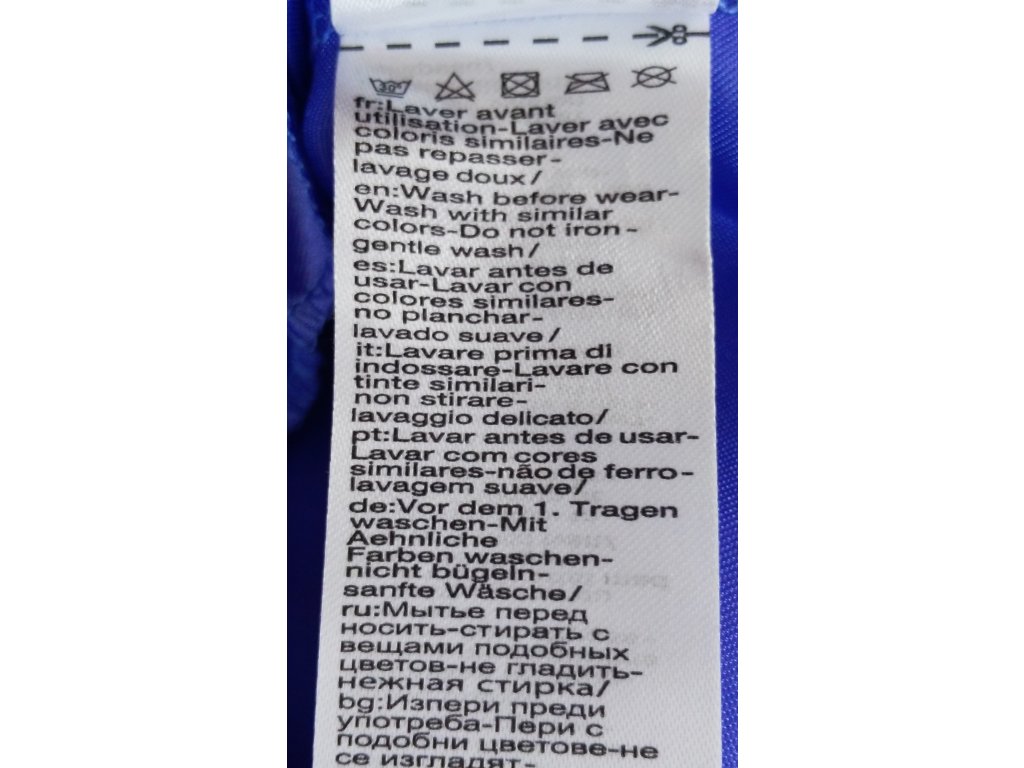 30°
fr:Laver avant
utilisation-Laver avec
coloris similaires-Ne
pas repasser-
lavage doux/
en:Wash before wear-
Wash with similar
colors-Do not iron-
gentle wash/
es:Lavar antes de
usar-Lavar con
colores similares-
no planchar-
lavado suave/
it:Lavare prima di
indossare-Lavare con
tinte similari-
non stirare-
lavaggio delicato/
pt:Lavar antes de usar-
Lavar com cores
similares-não de ferro-
lavagem suave/
de:Vor dem 1. Tragen
waschen-Mit
Aehnliche
Farben waschen-
nicht bügeln-
sanfte Wäsche/
ru:Мытье перед
носить-стирать с
вещами подобных
цветов-не гладить-
нежная стирка/
bg:Изпери преди
употреба-Пери с
подобни цветове-не
се изгладят-